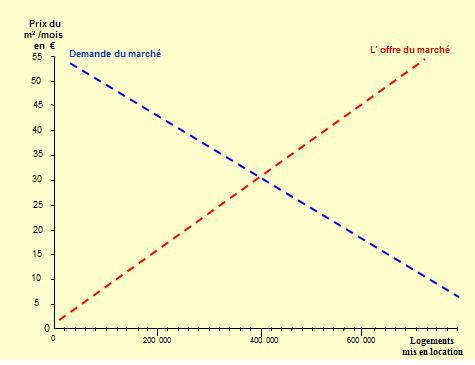 Prix du
m² /mois
en €
Demande du marché
L' offre du marché
55
50
45
40
35
30
25
20
15
10
5
0
0
200 000
400 000
600 000
Logements
mis en location